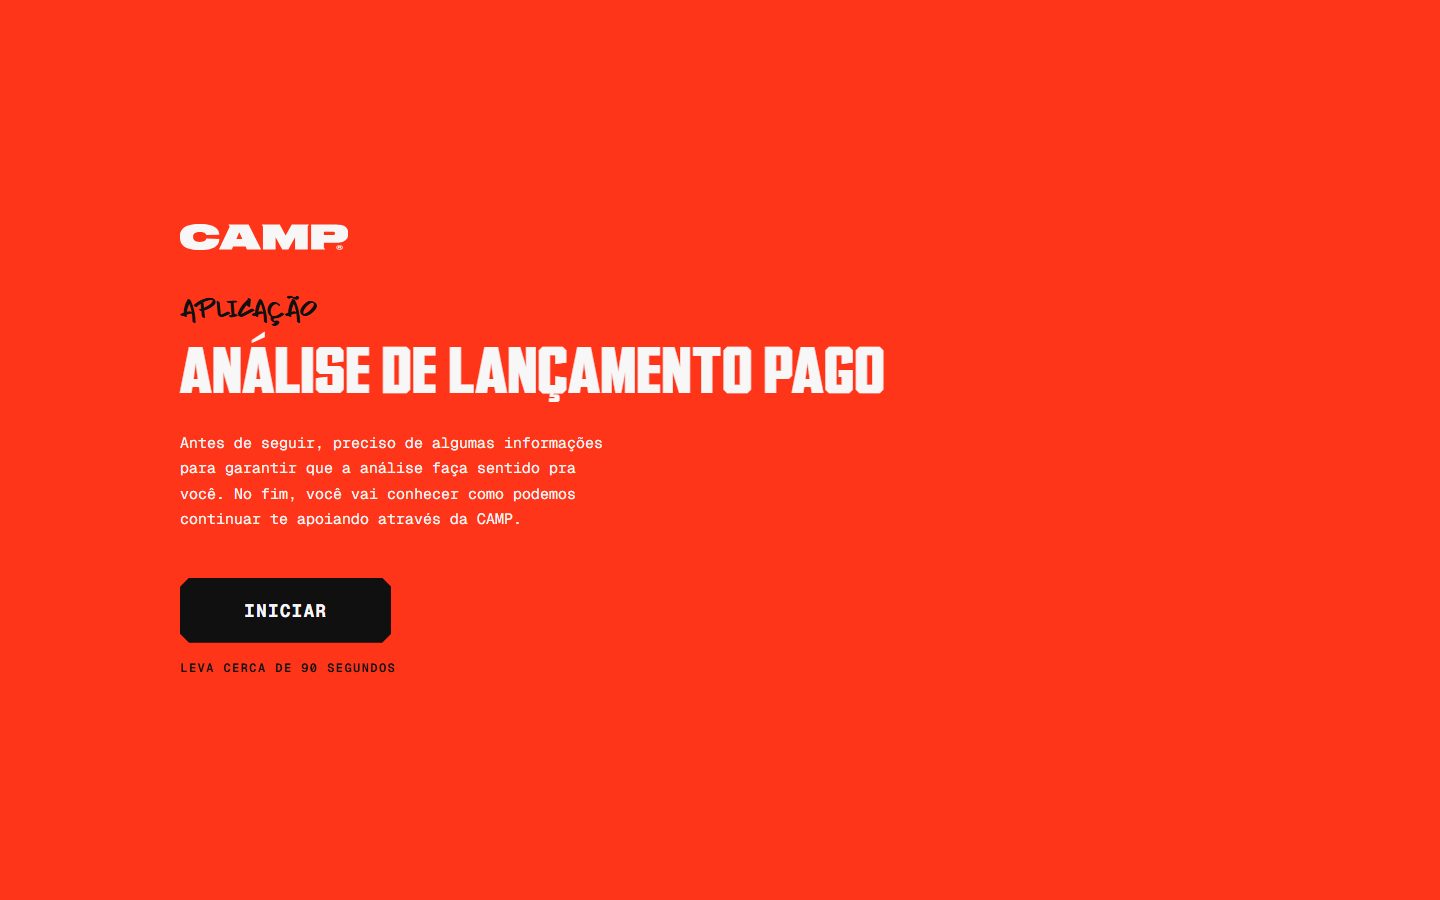 CAMP®
APLICAÇÃO
ANÁLISE DE LANÇAMENTO PAGO
Antes de seguir, preciso de algumas informações
para garantir que a análise faça sentido pra
você. No fim, você vai conhecer como podemos
continuar te apoiando através da CAMP.
INICIAR
LEVA CERCA DE 90 SEGUNDOS